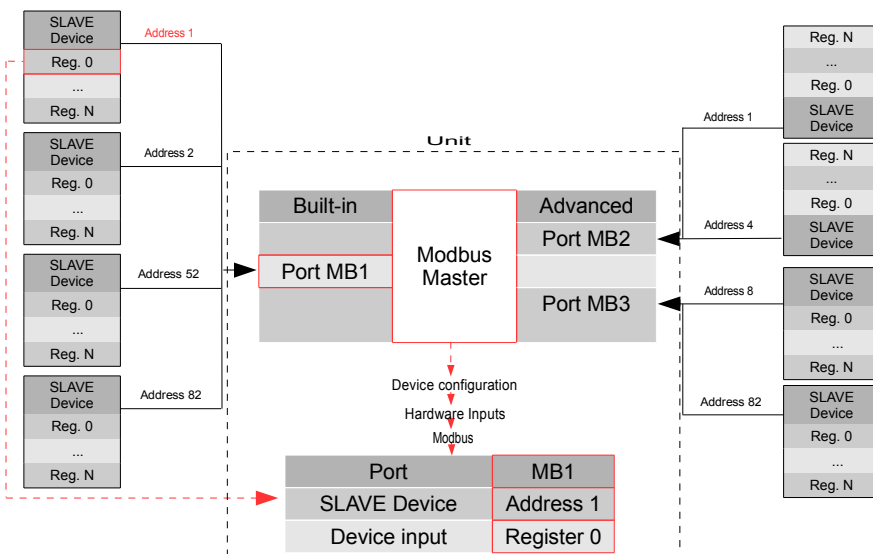 SLAVE
Device
Reg. 0
...
Reg. N
Address 1
SLAVE
Device
Reg. 0
...
Reg. N
Address 2
SLAVE
Device
Reg. 0
...
Reg. N
Address 52
SLAVE
Device
Reg. 0
...
Reg. N
Address 82
Unit
Built-in
Port MB1
Modbus
Master
Advanced
Port MB2
Port MB3
Device configuration
Hardware Inputs
Modbus
Port MB1
SLAVE Device Address 1
Device input Register 0
Reg. N
...
Reg. 0
SLAVE
Device
Address 1
Reg. N
...
Reg. 0
SLAVE
Device
Address 4
SLAVE
Device
Reg. 0
...
Reg. N
Address 8
SLAVE
Device
Reg. 0
...
Reg. N
Address 82